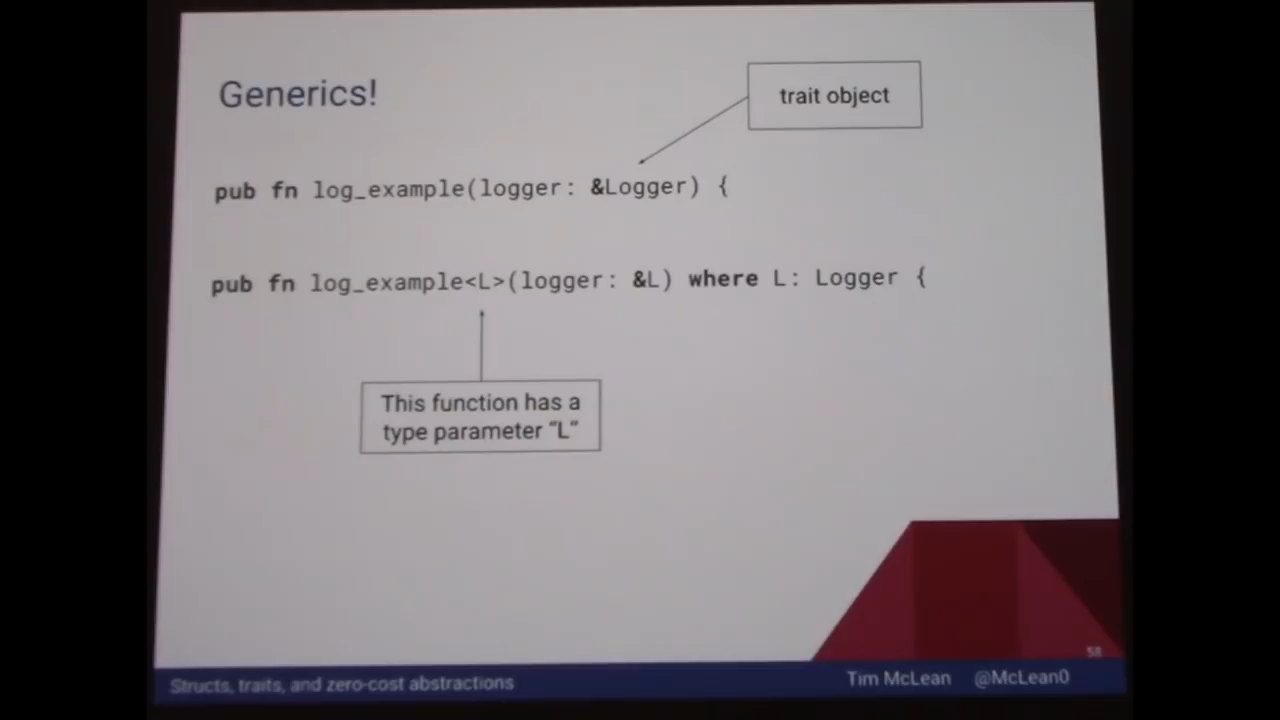 Generics!
trait object
pub fn log_example(logger: &Logger) {
pub fn log_example<L>(logger: &L) where L: Logger {
This function has a
type parameter “L”
58
Structs, traits, and zero-cost abstractions
Tim McLean @McLean0